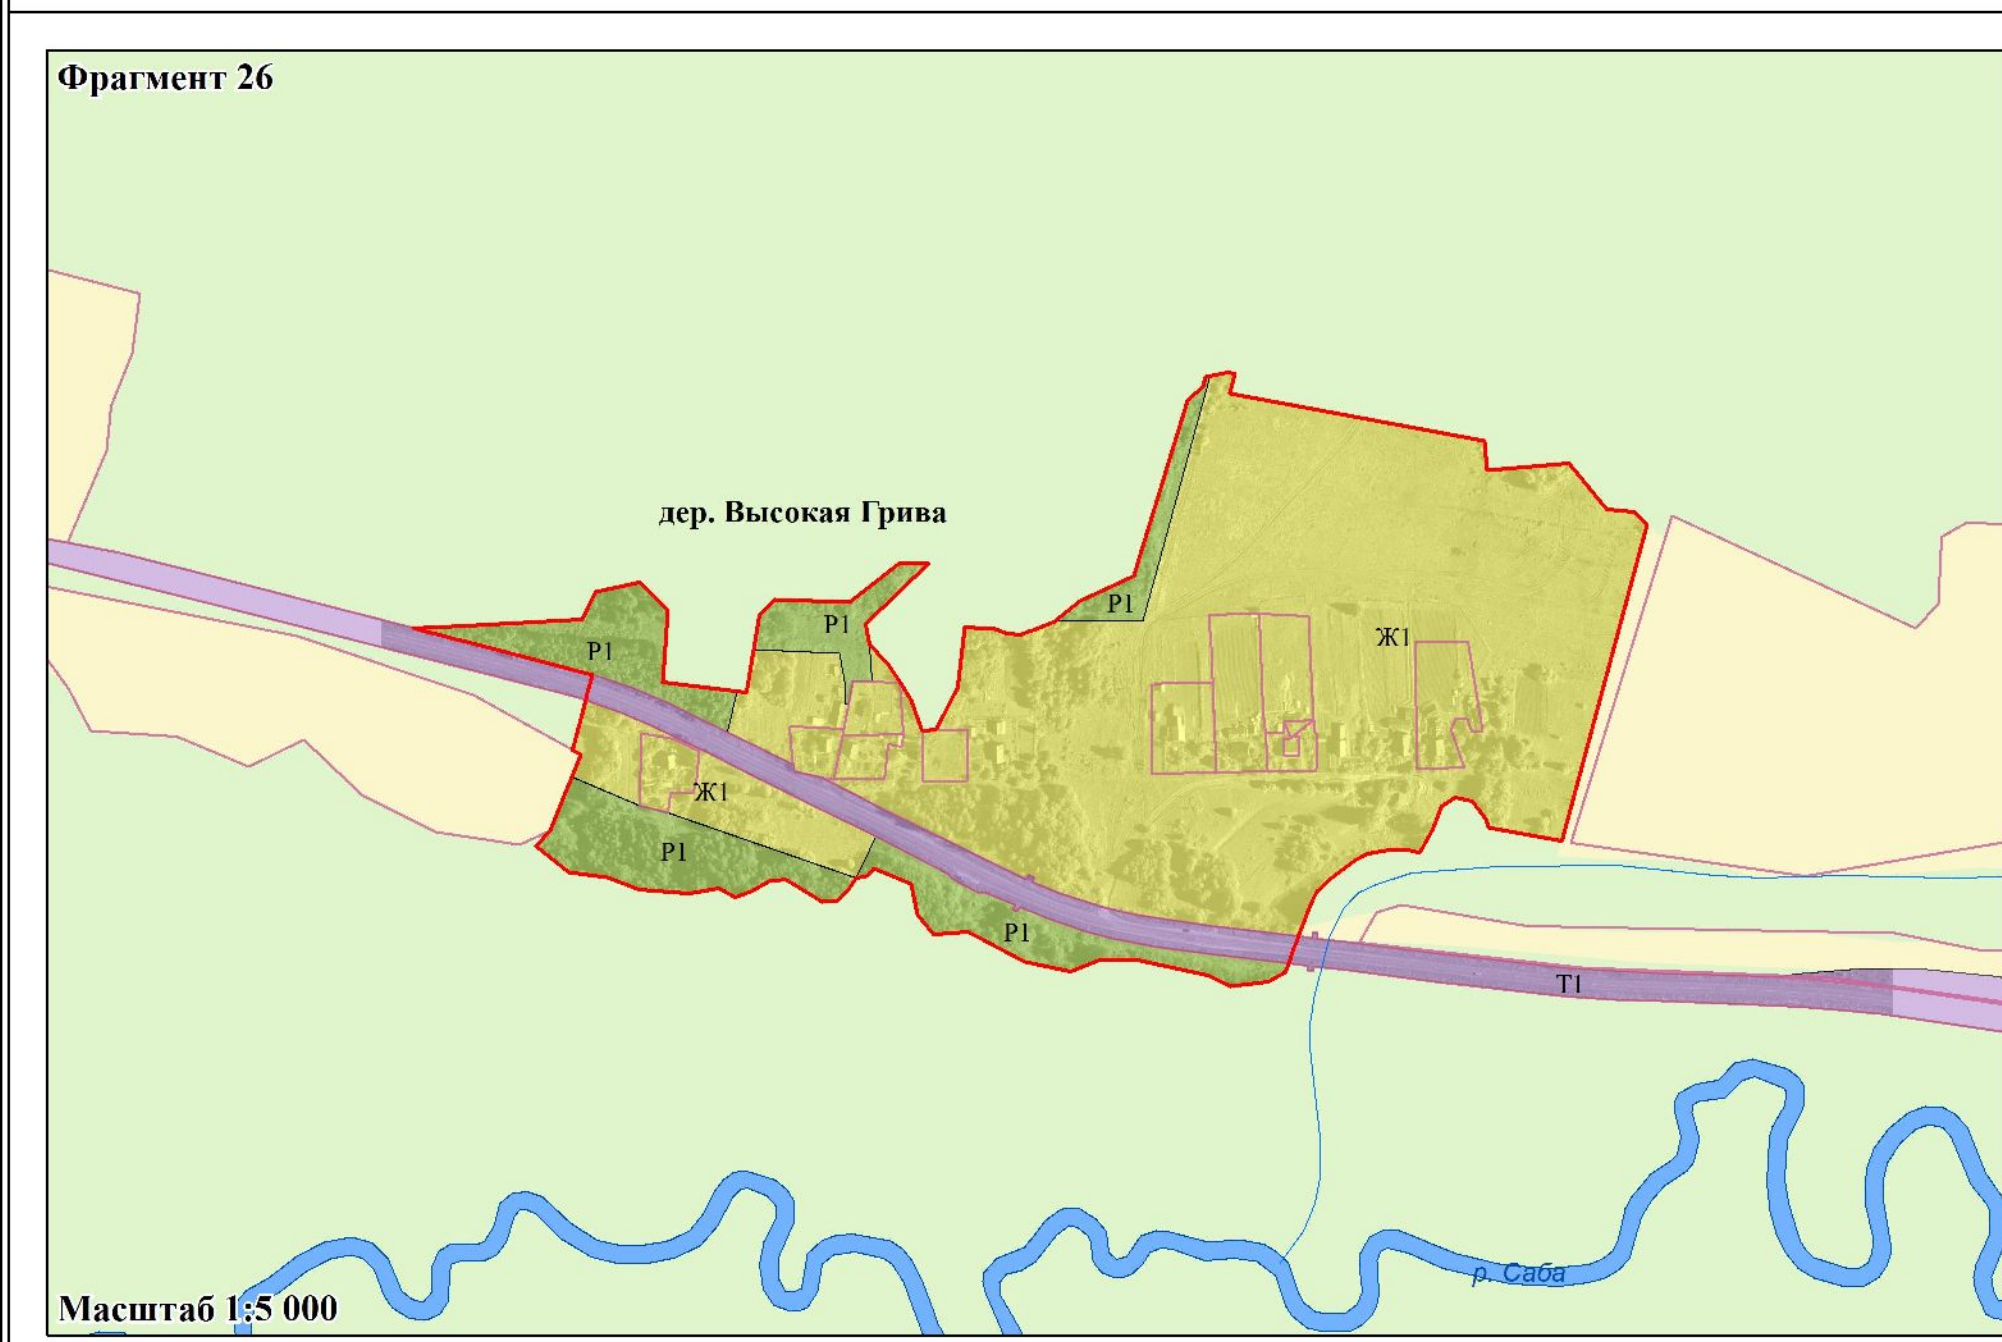 Фрагмент 26
дер. Высокая Грива
Р1
Р1
Р1
Ж1
Ж1
Р1
Р1
Т1
р. Саба
Масштаб 1:5 000